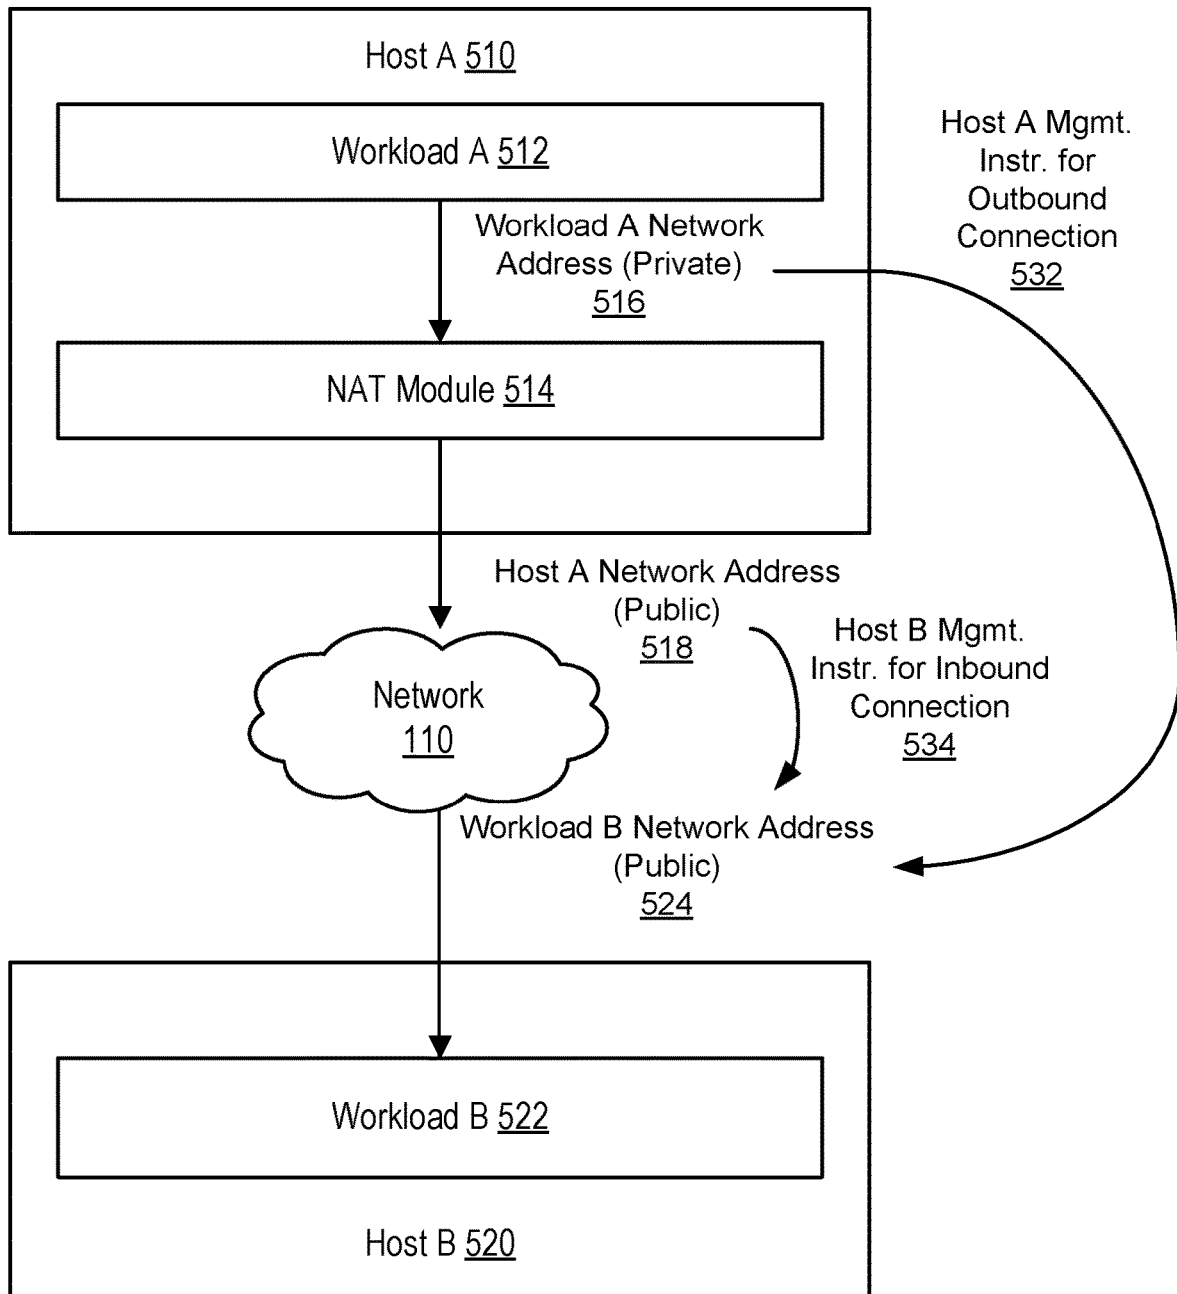 Host A 510
Workload A 512
Host A Mgmt.
Instr. for
Outbound
Connection
532
Workload A Network
Address (Private)
516
NAT Module 514
Host A Network Address
(Public)
518
Host B Mgmt.
Instr. for Inbound
Connection
534
Network
110
Workload B Network Address
(Public)
524
Workload B 522
Host B 520